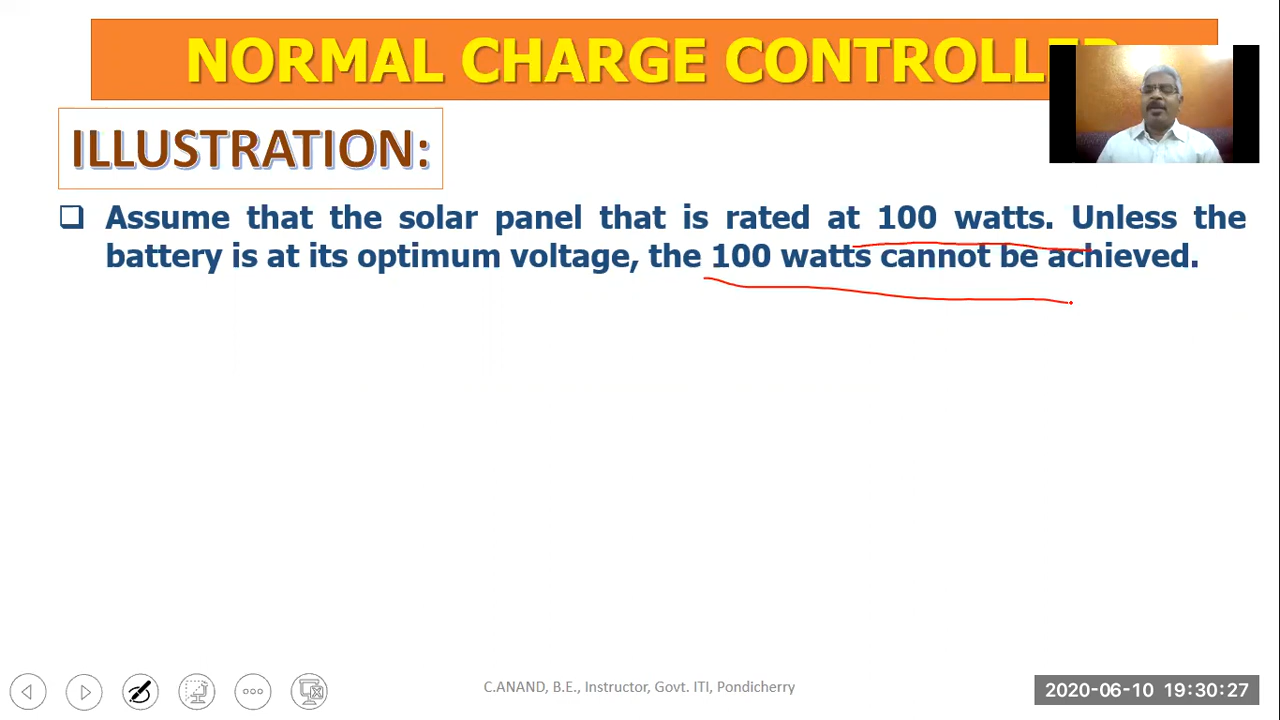 NORMAL CHARGE CONTROLLER
ILLUSTRATION:
Assume that the solar panel that is rated at 100 watts. Unless the
battery is at its optimum voltage, the 100 watts cannot be achieved.
C.ANAND, B.E., Instructor, Govt. ITI, Pondicherry
2020-06-10 19:30:27